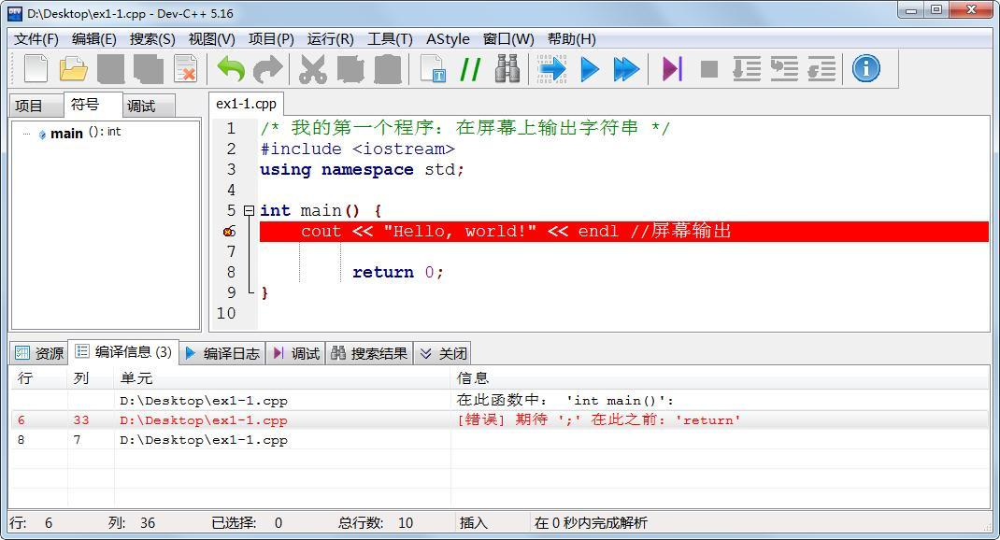 D:\Desktop\ex1-1.cpp - Dev-C++ 5.16
文件(F) 编辑(E) 搜索(S) 视图(V) 项目(P) 运行(R) 工具(T) AStyle 窗口(W) 帮助(H)
项目 符号 调试
main () : int
ex1-1.cpp
1 /* 我的第一个程序: 在屏幕上输出字符串 */
2 #include <iostream>
3 using namespace std;
4
5 int main() {
6 cout << "Hello, world!" << endl //屏幕输出
7
8 return 0;
9 }
10
资源 编译信息 (3) 编译日志 调试 搜索结果 关闭
行 列 单元 信息
D:\Desktop\ex1-1.cpp 在此函数中: 'int main()':
6 33 D:\Desktop\ex1-1.cpp [错误] 期待 ';' 在此之前: 'return'
8 7 D:\Desktop\ex1-1.cpp
行: 6 列: 36 已选择: 0 总行数: 10 插入 在 0 秒内完成解析